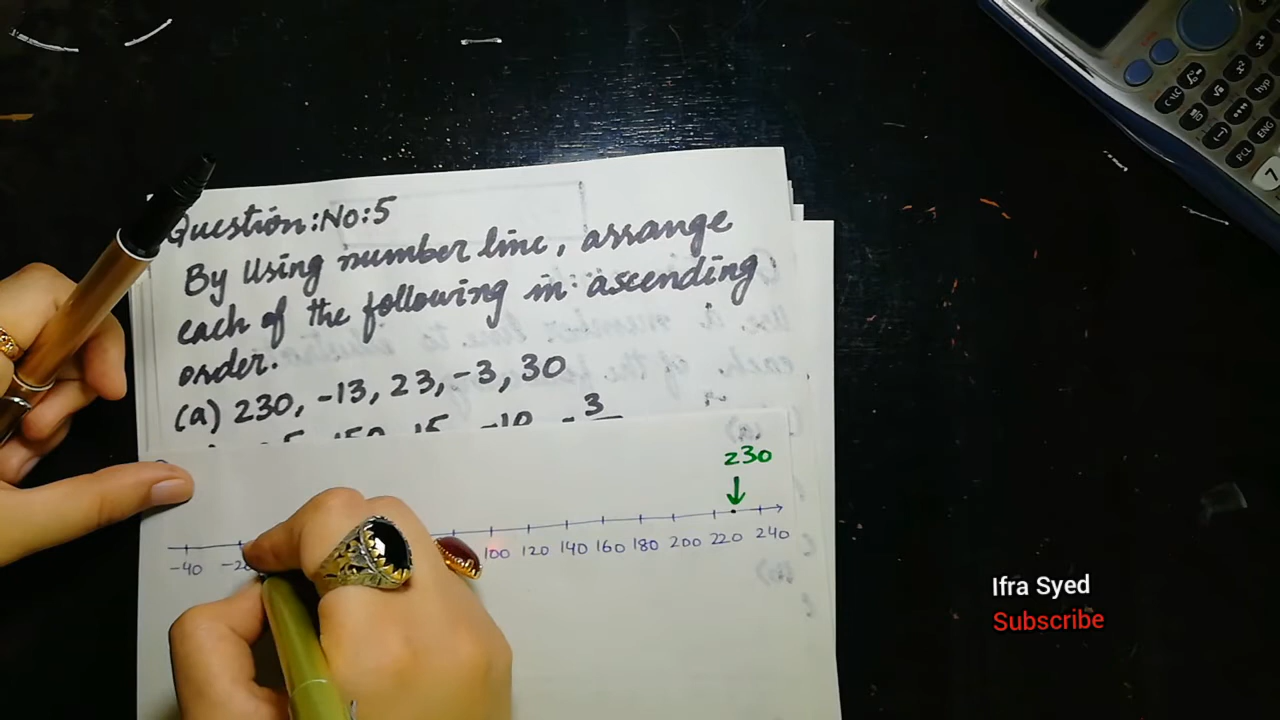 Question:No:5
By Using number line, arrange
each of the following in ascending
order.
(a) 230, -13, 23, -3, 30
230
-40 -20 100 120 140 160 180 200 220 240
Ifra Syed
Subscribe